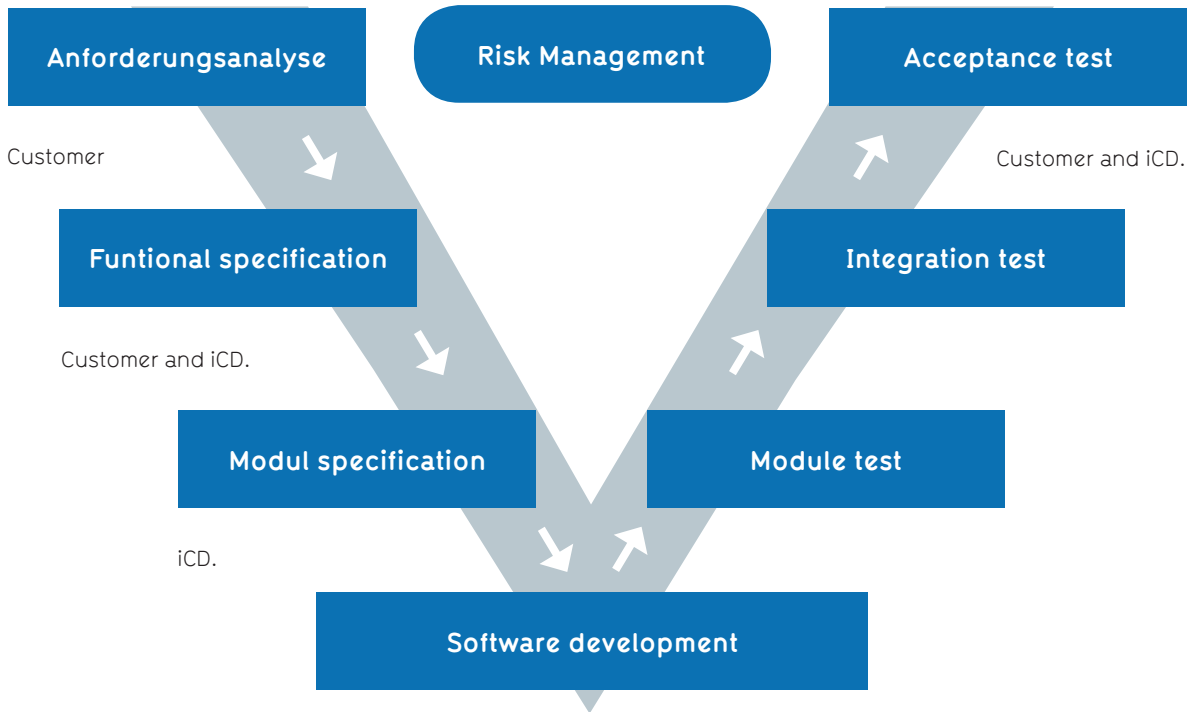 Anforderungsanalyse
Risk Management
Acceptance test
Customer
Customer and iCD.
Funtional specification
Integration test
Customer and iCD.
Modul specification
Module test
iCD.
Software development